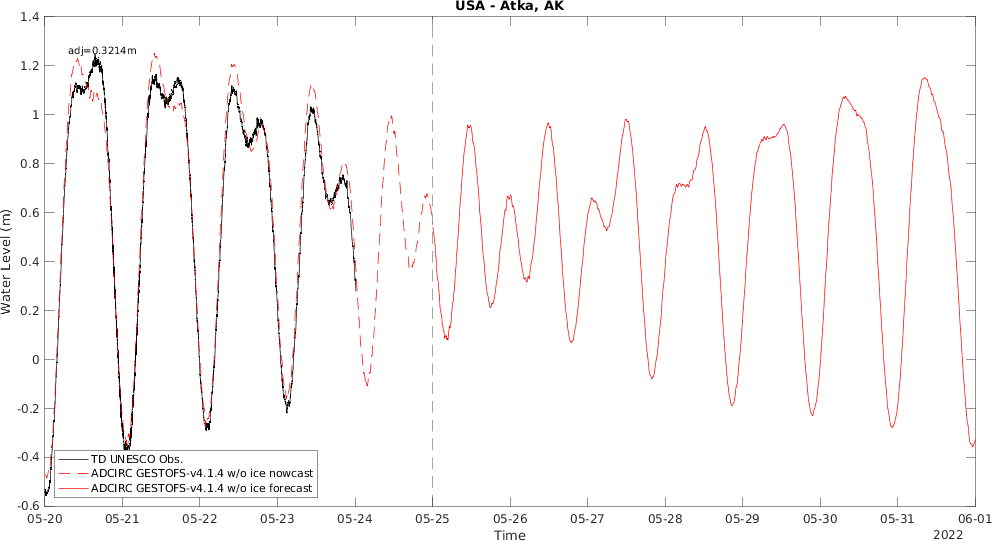 USA - Atka, AK
adj=0.3214m
Water Level (m)
1.4
1.2
1
0.8
0.6
0.4
0.2
0
-0.2
-0.4
-0.6
TD UNESCO Obs.
ADCIRC GESTOFS-v4.1.4 w/o ice nowcast
ADCIRC GESTOFS-v4.1.4 w/o ice forecast
05-20 05-21 05-22 05-23 05-24 05-25 05-26 05-27 05-28 05-29 05-30 05-31 06-01
Time
2022